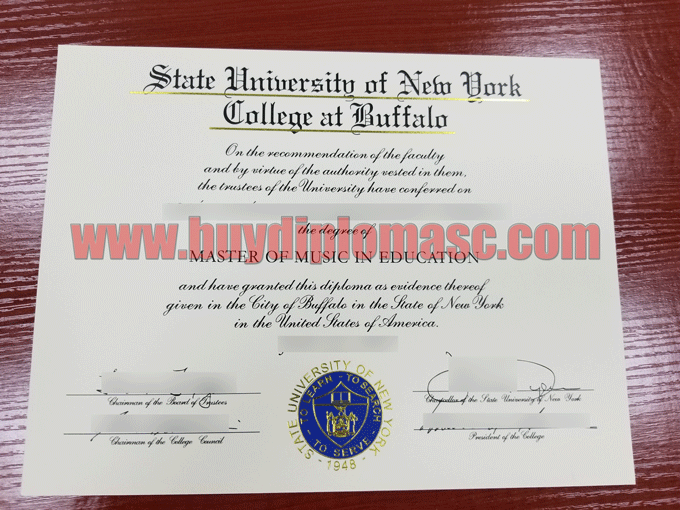 State University of New York
College at Buffalo
On the recommendation of the faculty
and by virtue of the authority vested in them,
the trustees of the University have conferred on
the degree of
www.buydiplomasc.com
MASTER OF MUSIC IN EDUCATION
and have granted this diploma as evidence thereof
given in the City of Buffalo in the State of New York
in the United States of America.
Chairman of the Board of Trustees
Chancellor of the State University of New York
Chairman of the College Council
President of the College
STATE UNIVERSITY OF NEW YORK
TO LEARN - TO SEARCH
- TO SERVE -
- 1948 -